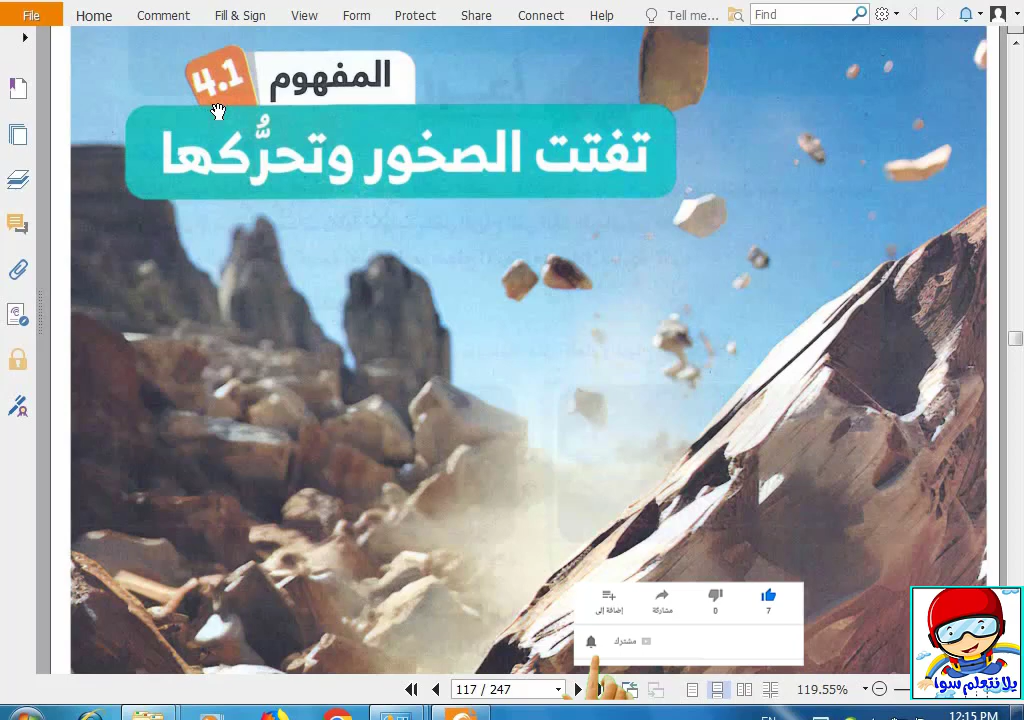 File Home Comment Fill & Sign View Form Protect Share Connect Help Tell me... Find
4.1 المفهوم
تفتت الصخور وتحرُّكها
إضافة إلى مشاركة 0 7
مشترك
يلا نتعلم سوا
117 / 247 119.55%
EN 12:15 PM